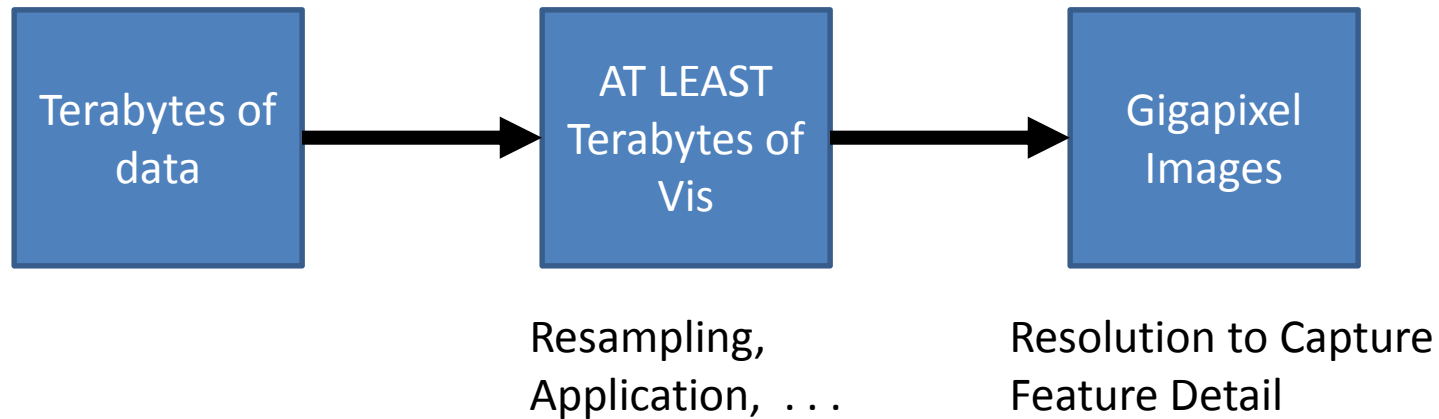 Terabytes of
data
AT LEAST
Terabytes of
Vis
Gigapixel
Images
Resampling,
Application, . . .
Resolution to Capture
Feature Detail